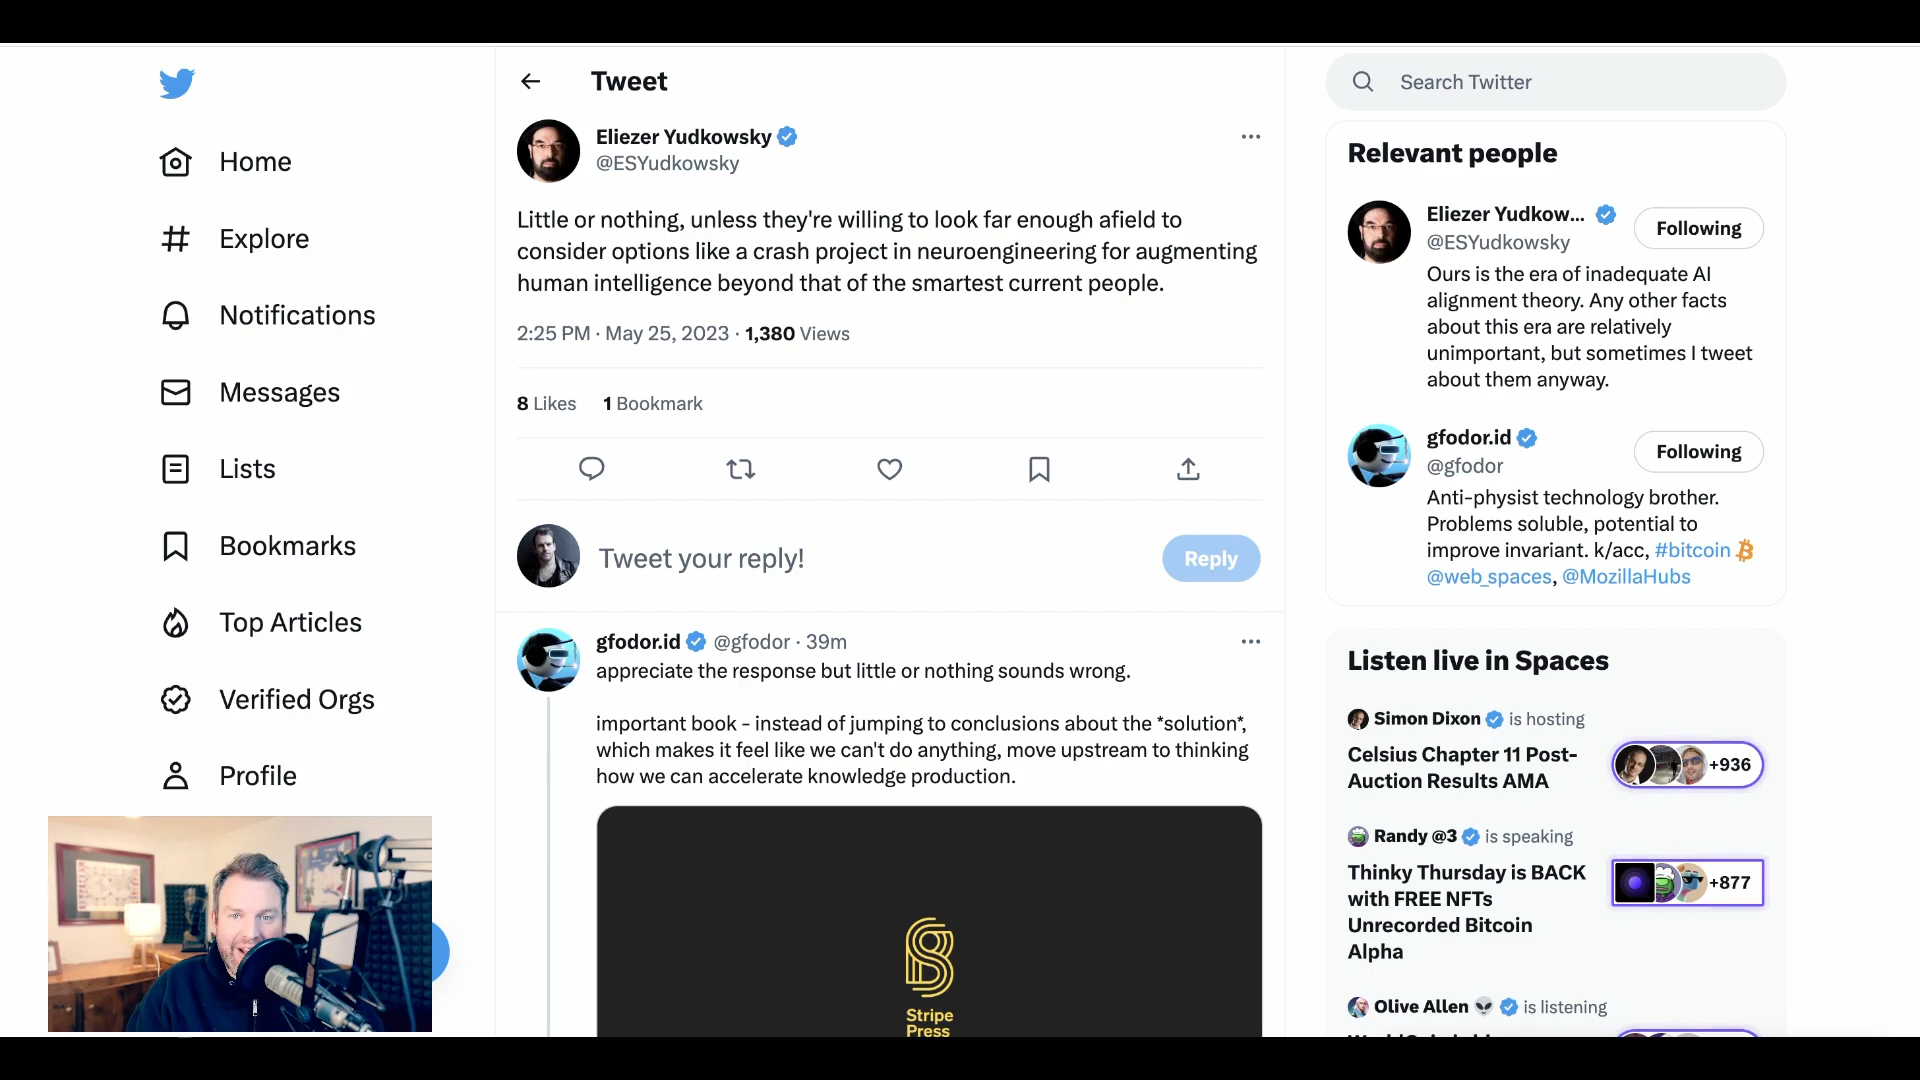 Home
Explore
Notifications
Messages
Lists
Bookmarks
Top Articles
Verified Orgs
Profile
Tweet
Eliezer Yudkowsky
@ESYudkowsky
Little or nothing, unless they're willing to look far enough afield to
consider options like a crash project in neuroengineering for augmenting
human intelligence beyond that of the smartest current people.
2:25 PM · May 25, 2023 · 1,380 Views
8 Likes 1 Bookmark
Tweet your reply!
Reply
gfodor.id @gfodor · 39m
appreciate the response but little or nothing sounds wrong.
important book - instead of jumping to conclusions about the *solution*,
which makes it feel like we can't do anything, move upstream to thinking
how we can accelerate knowledge production.
Stripe
Press
Search Twitter
Relevant people
Eliezer Yudkow...
@ESYudkowsky
Following
Ours is the era of inadequate AI
alignment theory. Any other facts
about this era are relatively
unimportant, but sometimes I tweet
about them anyway.
gfodor.id
@gfodor
Following
Anti-physist technology brother.
Problems soluble, potential to
improve invariant. k/acc, #bitcoin
@web_spaces, @MozillaHubs
Listen live in Spaces
Simon Dixon is hosting
Celsius Chapter 11 Post-
Auction Results AMA
+936
Randy @3 is speaking
Thinky Thursday is BACK
with FREE NFTs
Unrecorded Bitcoin
Alpha
+877
Olive Allen 👽 is listening